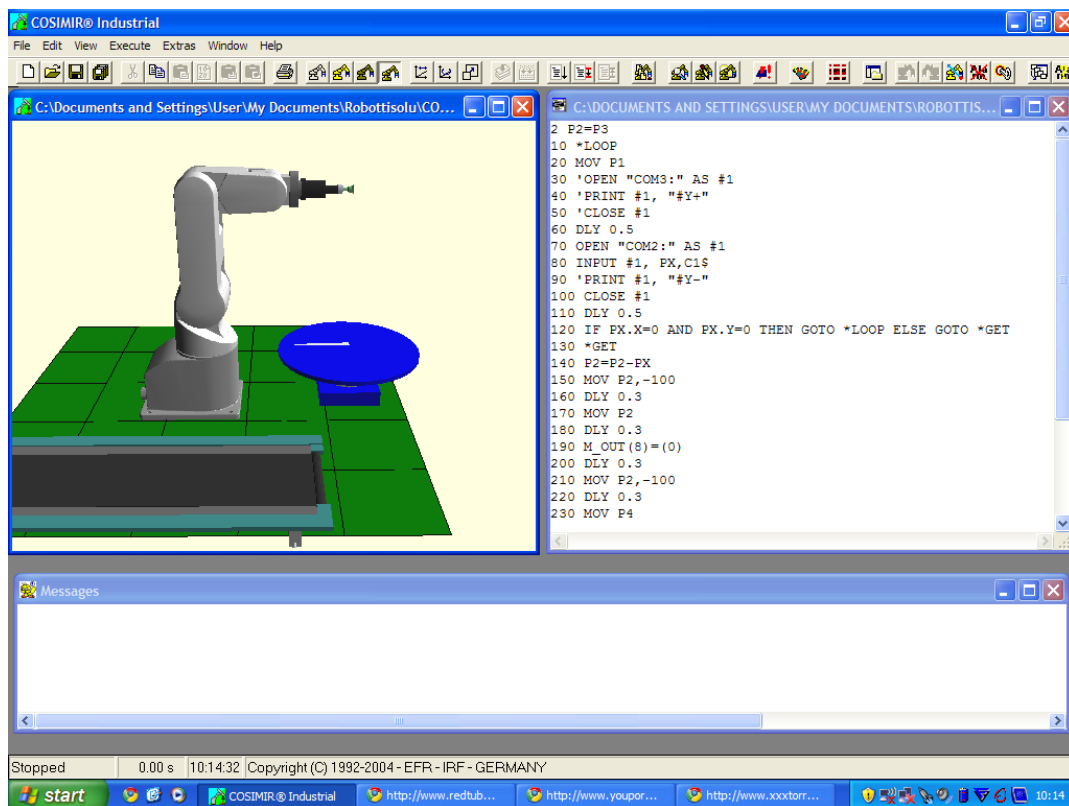 COSIMIR® Industrial
File Edit View Execute Extras Window Help
C:\Documents and Settings\User\My Documents\Robottisolu\CO...
C:\DOCUMENTS AND SETTINGS\USER\MY DOCUMENTS\ROBOTTIS...
2 P2=P3
10 *LOOP
20 MOV P1
30 'OPEN "COM3:" AS #1
40 'PRINT #1, "#Y+"
50 'CLOSE #1
60 DLY 0.5
70 OPEN "COM2:" AS #1
80 INPUT #1, PX,C1$
90 'PRINT #1, "#Y-"
100 CLOSE #1
110 DLY 0.5
120 IF PX.X=0 AND PX.Y=0 THEN GOTO *LOOP ELSE GOTO *GET
130 *GET
140 P2=P2-PX
150 MOV P2,-100
160 DLY 0.3
170 MOV P2
180 DLY 0.3
190 M_OUT(8)=(0)
200 DLY 0.3
210 MOV P2,-100
220 DLY 0.3
230 MOV P4
Messages
Stopped 0.00 s 10:14:32 Copyright (C) 1992-2004 - EFR - IRF - GERMANY
start COSIMIR® Industrial http://www.redtub... http://www.youpor... http://www.xxxtorr... 10:14